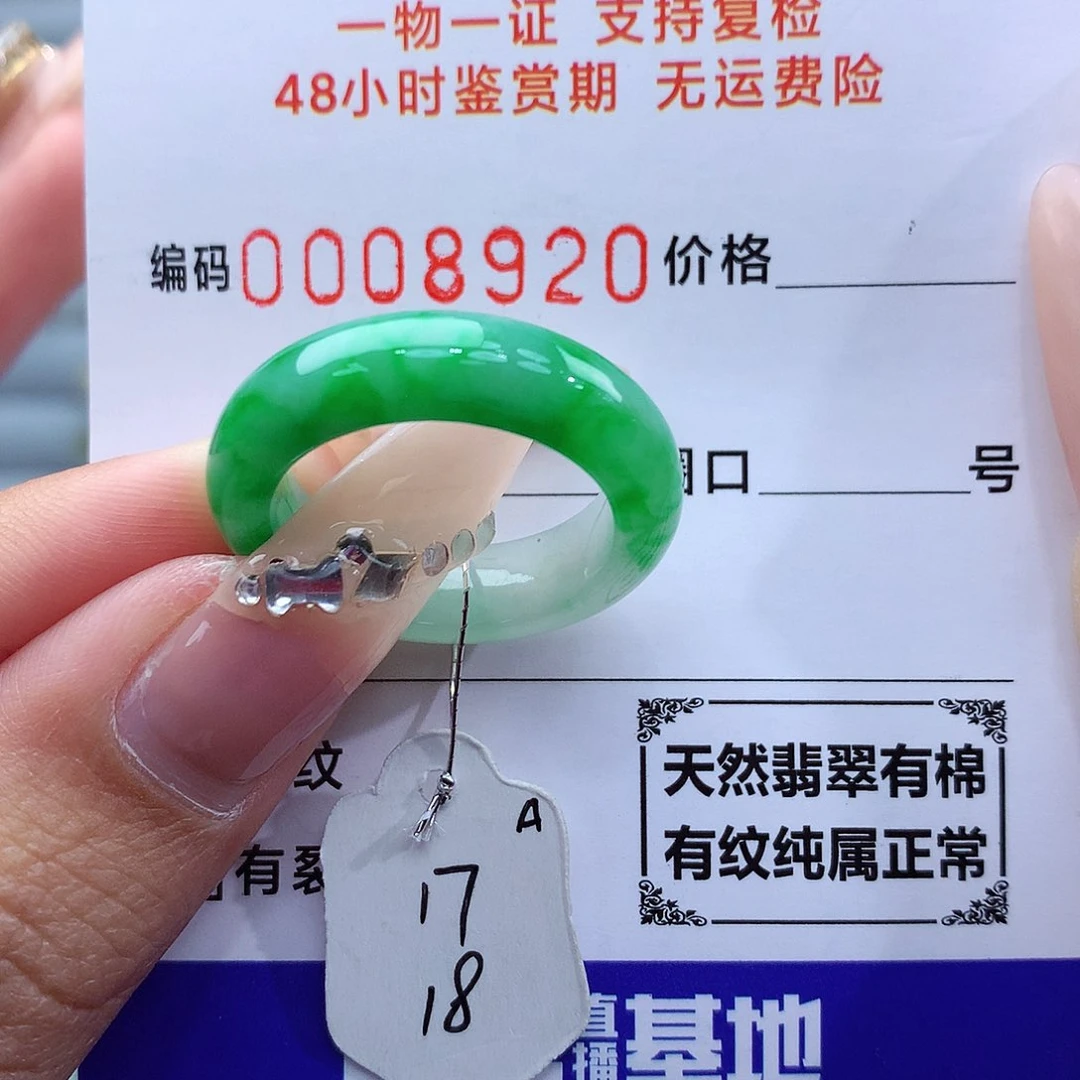 一物一证 支持复检
48小时鉴赏期 无运费险
编码0008920价格
圈口 号
纹
天然翡翠有棉
有纹纯属正常
有裂
A
17
18
直播基地